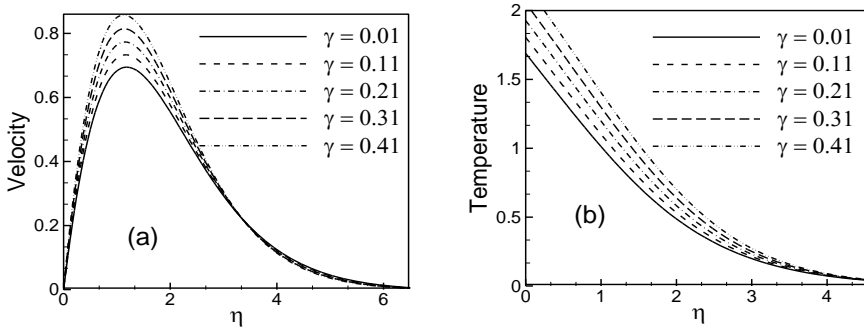 0.8
0.6
0.4
0.2
0
0
2
4
6
Velocity
η
(a)
γ = 0.01
γ = 0.11
γ = 0.21
γ = 0.31
γ = 0.41
2
1.5
1
0.5
0
0
1
2
3
4
Temperature
η
(b)
γ = 0.01
γ = 0.11
γ = 0.21
γ = 0.31
γ = 0.41